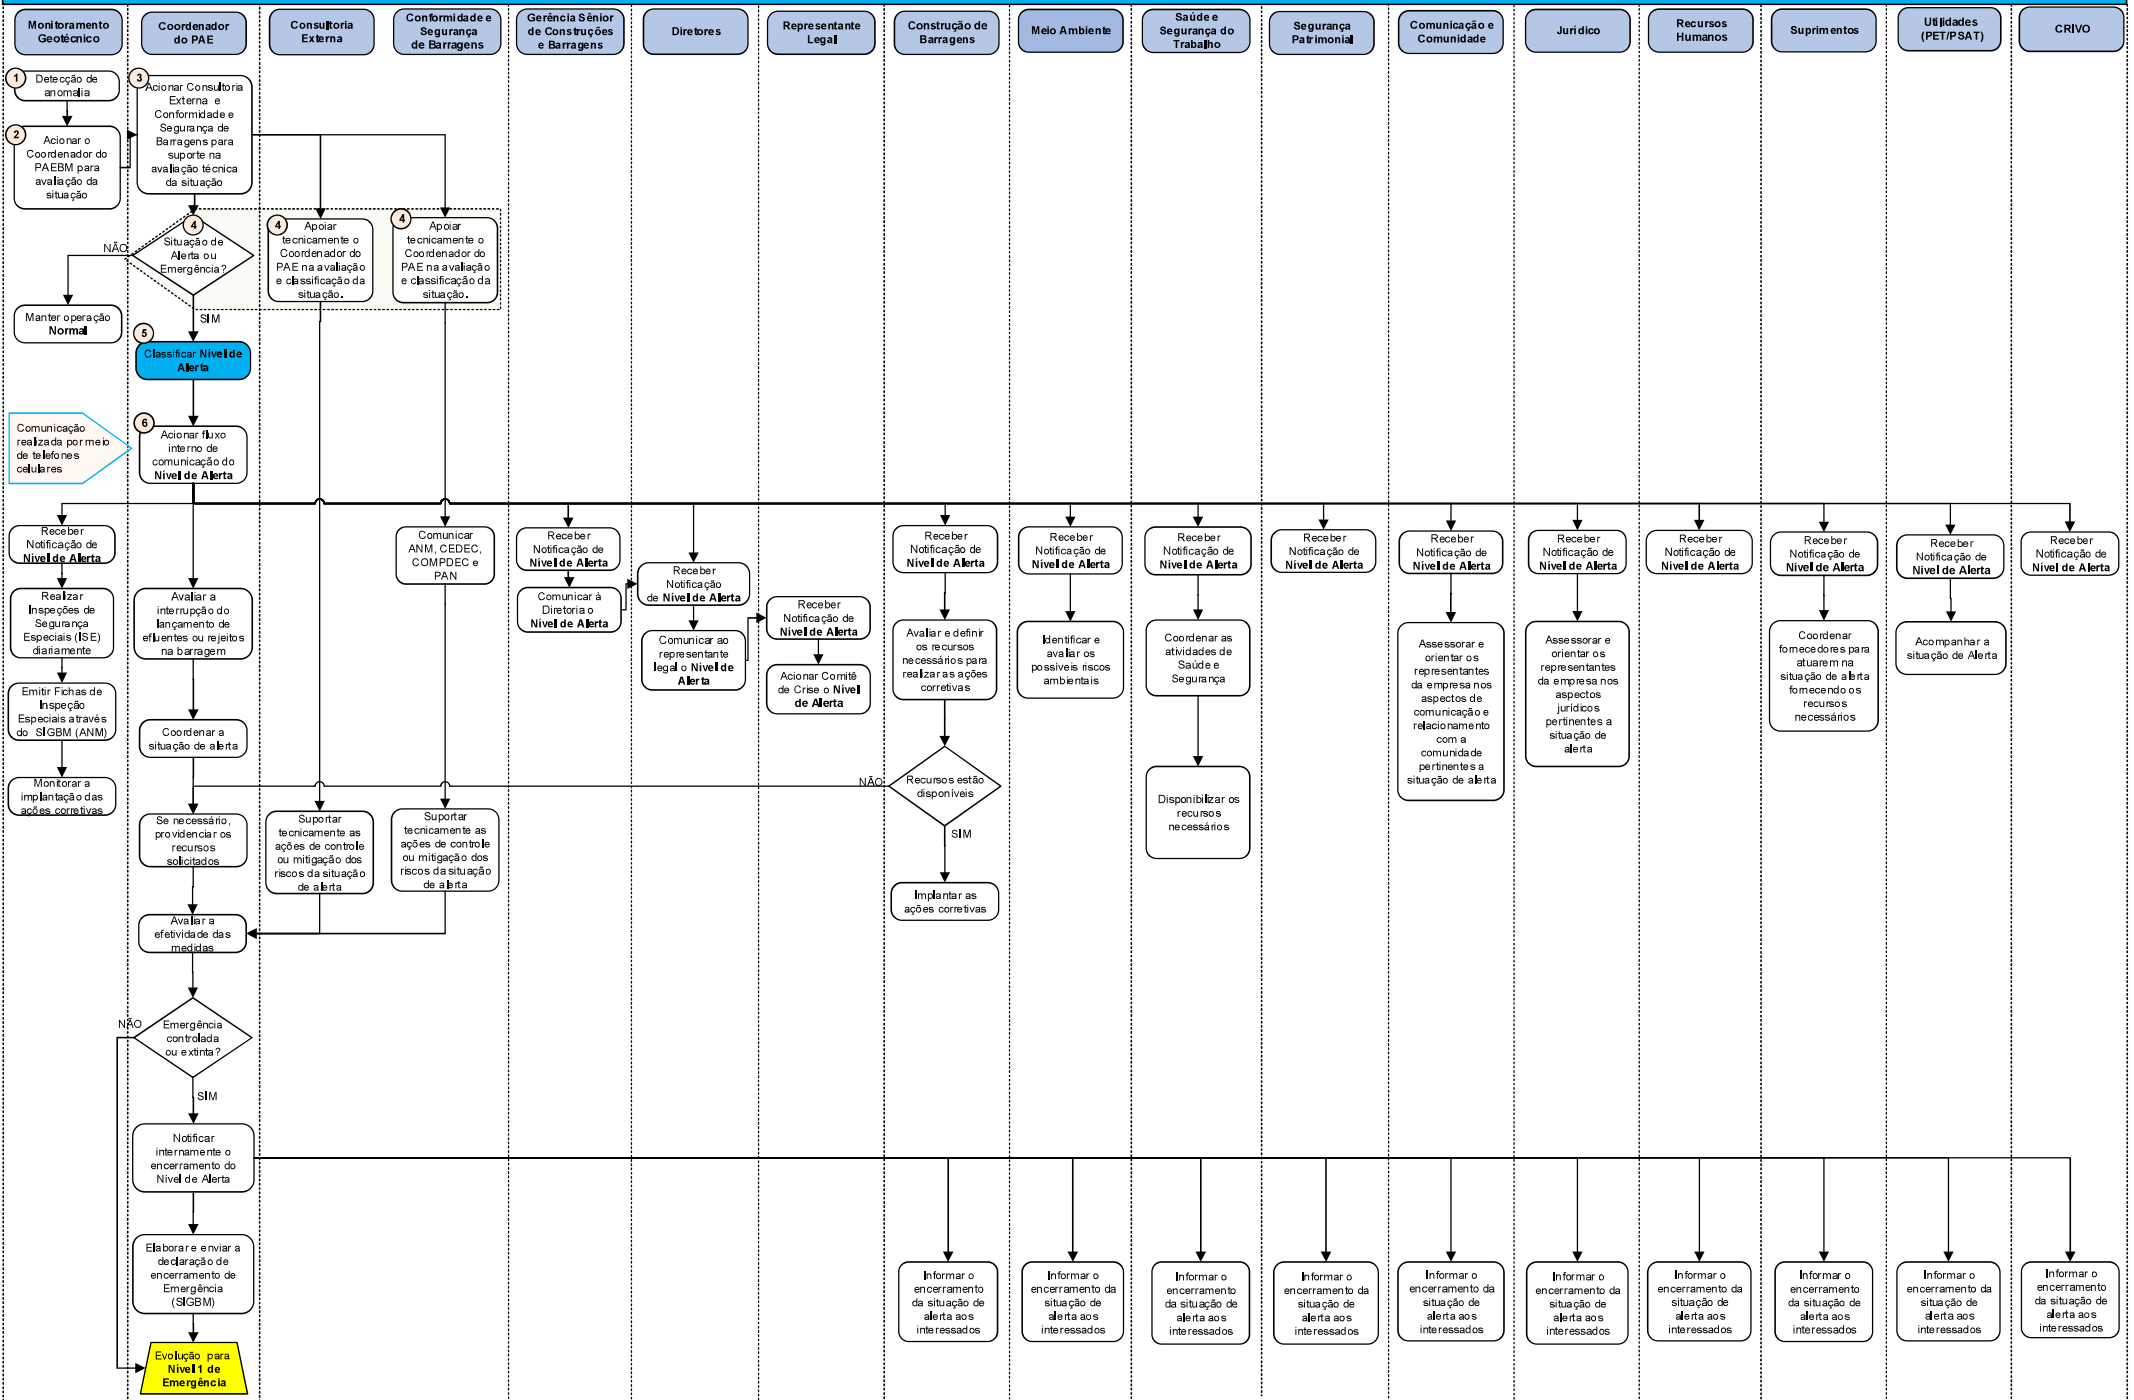 Monitoramento
Geotécnico
Coordenador
do PAE
Consultoria
Externa
Conformidade e
Segurança
de Barragens
Gerência Sênior
de Construções
e Barragens
Diretores
Representante
Legal
Construção de
Barragens
Meio Ambiente
Saúde e
Segurança do
Trabalho
Segurança
Patrimonial
Comunicação e
Comunidade
Jurídico
Recursos
Humanos
Suprimentos
Utilidades
(PET/PSAT)
CRIVO
1
Detecção de
anomalia
2
Acionar o
Coordenador do
PAEBM para
avaliação da
situação
3
Acionar Consultoria
Externa e
Conformidade e
Segurança de
Barragens para
suporte na
avaliação técnica
da situação
4
Situação de
Alerta ou
Emergência?
4
Apoiar
tecnicamente o
Coordenador do
PAE na avaliação
e classificação da
situação.
4
Apoiar
tecnicamente o
Coordenador do
PAE na avaliação
e classificação da
situação.
NÃO
Manter operação
Normal
SIM
5
Classificar Nível de
Alerta
Comunicação
realizada por meio
de telefones
celulares
6
Acionar fluxo
interno de
comunicação do
Nível de Alerta
Receber
Notificação de
Nível de Alerta
Realizar
Inspeções de
Segurança
Especiais (ISE)
diariamente
Emitir Fichas de
Inspeção
Especiais através
do SIGBM (ANM)
Monitorar a
implantação das
ações corretivas
Avaliar a
interrupção do
lançamento de
efluentes ou rejeitos
na barragem
Coordenar a
situação de alerta
Se necessário,
providenciar os
recursos
solicitados
Avaliar a
efetividade das
medidas
Suportar
tecnicamente as
ações de controle
ou mitigação dos
riscos da situação
de alerta
Comunicar
ANM, CEDEC,
COMPDEC e
PAN
Suportar
tecnicamente as
ações de controle
ou mitigação dos
riscos da situação
de alerta
Receber
Notificação de
Nível de Alerta
Comunicar à
Diretoria o
Nível de Alerta
Receber
Notificação
de Nível de Alerta
Comunicar ao
representante
legal o Nível de
Alerta
Receber
Notificação de
Nível de Alerta
Acionar Comitê
de Crise o Nível
de Alerta
Receber
Notificação de
Nível de Alerta
Avaliar e definir
os recursos
necessários para
realizar as ações
corretivas
NÃO
Recursos estão
disponíveis
SIM
Implantar as
ações corretivas
Receber
Notificação de
Nível de Alerta
Identificar e
avaliar os
possíveis riscos
ambientais
Receber
Notificação de
Nível de Alerta
Coordenar as
atividades de
Saúde e
Segurança
Disponibilizar os
recursos
necessários
Receber
Notificação de
Nível de Alerta
Receber
Notificação de
Nível de Alerta
Assessorar e
orientar os
representantes
da empresa nos
aspectos de
comunicação e
relacionamento
com a
comunidade
pertinentes a
situação de alerta
Receber
Notificação de
Nível de Alerta
Assessorar e
orientar os
representantes
da empresa nos
aspectos
jurídicos
pertinentes a
situação de
alerta
Receber
Notificação de
Nível de Alerta
Receber
Notificação de
Nível de Alerta
Coordenar
fornecedores para
atuarem na
situação de alerta
fornecendo os
recursos
necessários
Receber
Notificação de
Nível de Alerta
Acompanhar a
situação de Alerta
Receber
Notificação de
Nível de Alerta
NÃO
Emergência
controlada
ou extinta?
SIM
Notificar
internamente o
encerramento do
Nível de Alerta
Elaborar e enviar a
declaração de
encerramento de
Emergência
(SIGBM)
Evolução para
Nível 1 de
Emergência
Informar o
encerramento
da situação de
alerta aos
interessados
Informar o
encerramento da
situação de
alerta aos
interessados
Informar o
encerramento
da situação de
alerta aos
interessados
Informar o
encerramento da
situação de
alerta aos
interessados
Informar o
encerramento da
situação de
alerta aos
interessados
Informar o
encerramento da
situação de
alerta aos
interessados
Informar o
encerramento da
situação de
alerta aos
interessados
Informar o
encerramento
da situação de
alerta aos
interessados
Informar o
encerramento da
situação de
alerta aos
interessados
Informar o
encerramento
da situação de
alerta aos
interessados